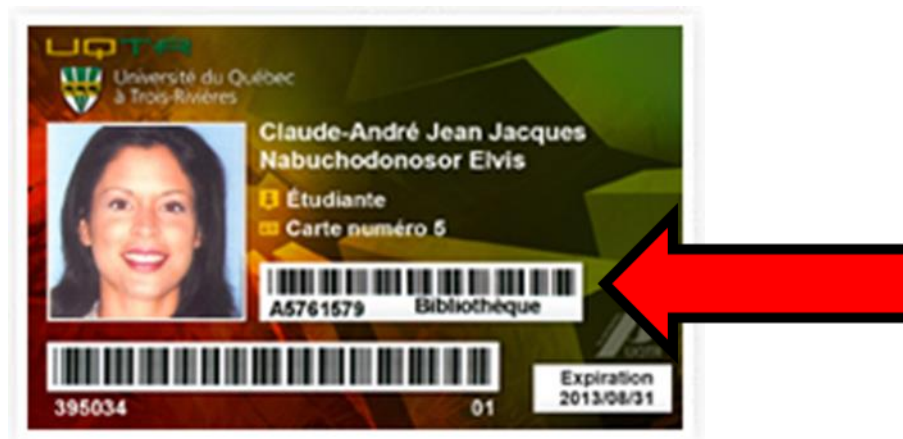 UQTR
Université du Québec
à Trois-Rivières
Claude-André Jean Jacques
Nabuchodonosor Elvis
Étudiante
Carte numéro 5
A5761579 Bibliothèque
395034 01
Expiration
2013/08/31